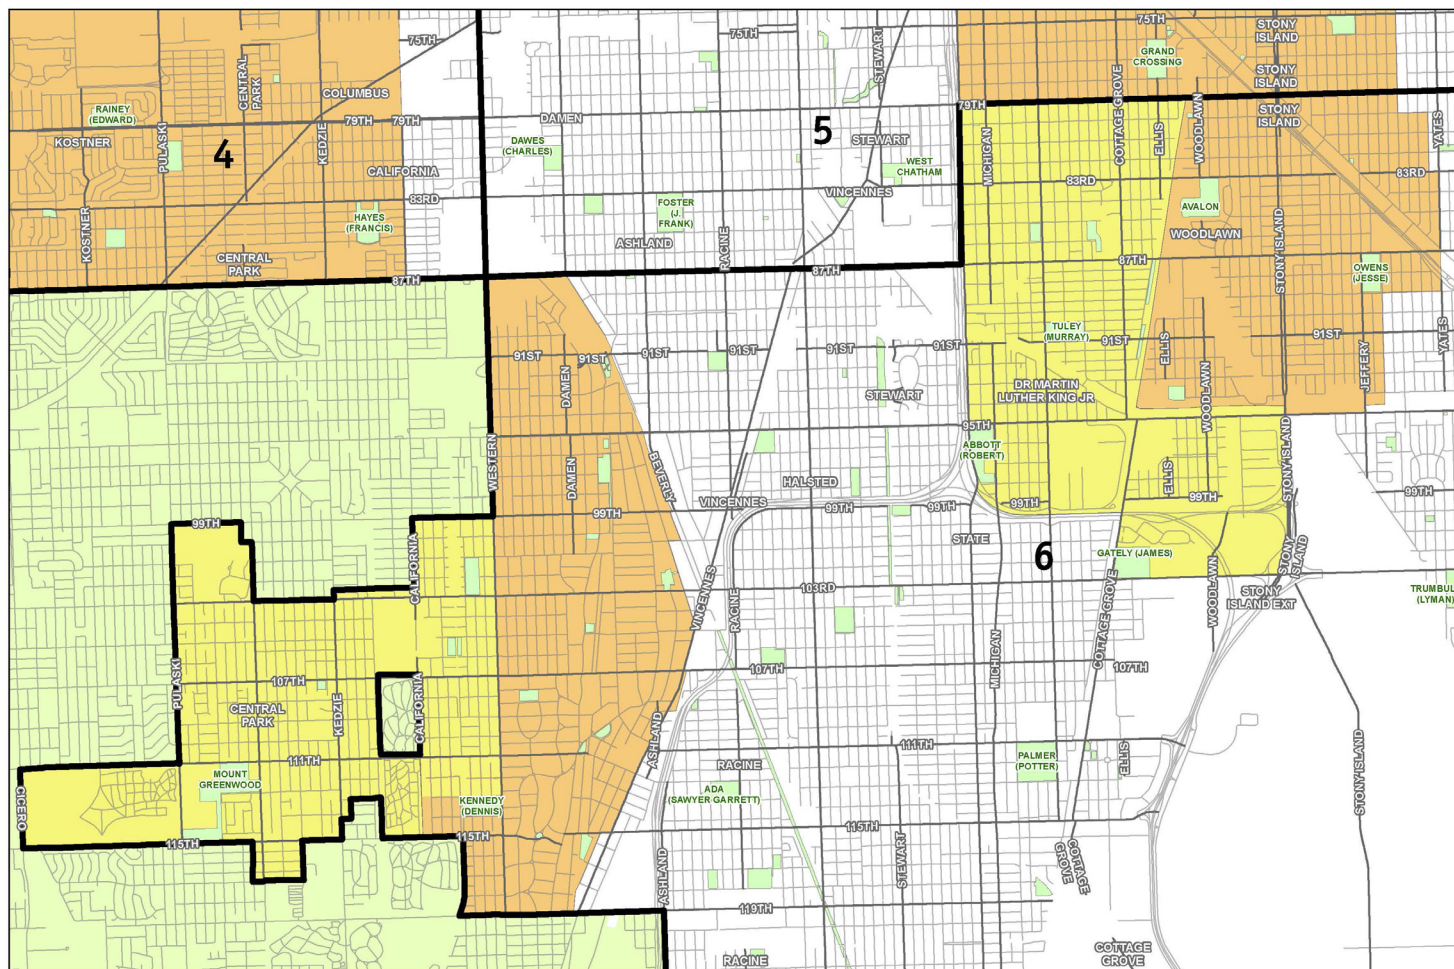 75TH
75TH
75TH
STONY
ISLAND
STEWART
GRAND
CROSSING
CENTRAL
PARK
COLUMBUS
STONY
ISLAND
RAINEY
(EDWARD)
79TH
79TH
DAMEN
79TH
COTTAGE GROVE
WOODLAWN
STONY
ISLAND
KOSTNER
PULASKI
4
KEDZIE
DAWES
(CHARLES)
5
STEWART
MICHIGAN
ELLIS
YATES
CALIFORNIA
WEST
CHATHAM
83RD
83RD
83RD
VINCENNES
HAYES
(FRANCIS)
FOSTER
(J.
FRANK)
AVALON
KOSTNER
ASHLAND
RACINE
WOODLAWN
STONY ISLAND
CENTRAL
PARK
87TH
87TH
87TH
OWENS
(JESSE)
TULEY
(MURRAY)
91ST
91ST
91ST
91ST
91ST
91ST
91ST
91ST
ELLIS
YATES
DAMEN
STEWART
DR MARTIN
LUTHER KING JR
WOODLAWN
JEFFERY
95TH
WESTERN
DAMEN
BEVERLY
ABBOTT
(ROBERT)
ELLIS
STONY ISLAND
HALSTED
VINCENNES
99TH
99TH
99TH
99TH
99TH
99TH
99TH
CALIFORNIA
STATE
6
GATELY (JAMES)
STONY
ISLAND
VINCENNES
RACINE
103RD
COTTAGE GROVE
WOODLAWN
STONY
ISLAND EXT
TRUMBUL
(LYMAN)
PULASKI
107TH
KEDZIE
CALIFORNIA
107TH
MICHIGAN
107TH
CENTRAL
PARK
ASHLAND
111TH
111TH
STONY ISLAND
MOUNT
GREENWOOD
RACINE
PALMER
(POTTER)
ELLIS
CICERO
KENNEDY
(DENNIS)
ADA
(SAWYER GARRETT)
115TH
115TH
115TH
ASHLAND
STEWART
COTTAGE
GROVE
119TH
RACINE
COTTAGE
GROVE